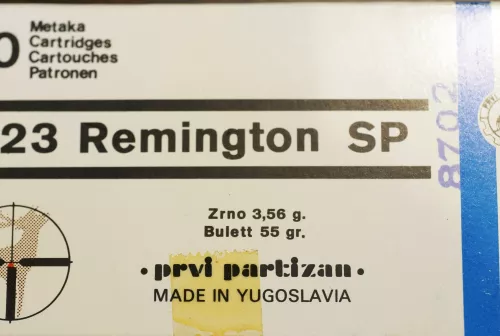 0 Metaka
Cartridges
Cartouches
Patronen
23 Remington SP
8702
Zrno 3,56 g.
Bulett 55 gr.
• prvi partizan •
MADE IN YUGOSLAVIA